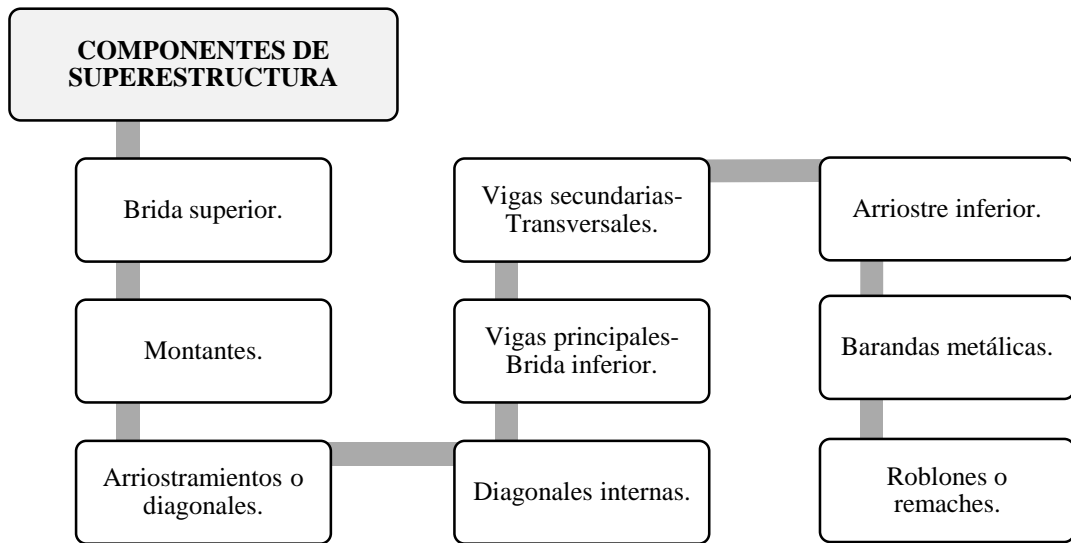 COMPONENTES DE
SUPERESTRUCTURA
Brida superior.
Montantes.
Arriostramientos o
diagonales.
Diagonales internas.
Vigas principales-
Brida inferior.
Vigas secundarias-
Transversales.
Arriostre inferior.
Barandas metálicas.
Roblones o
remaches.